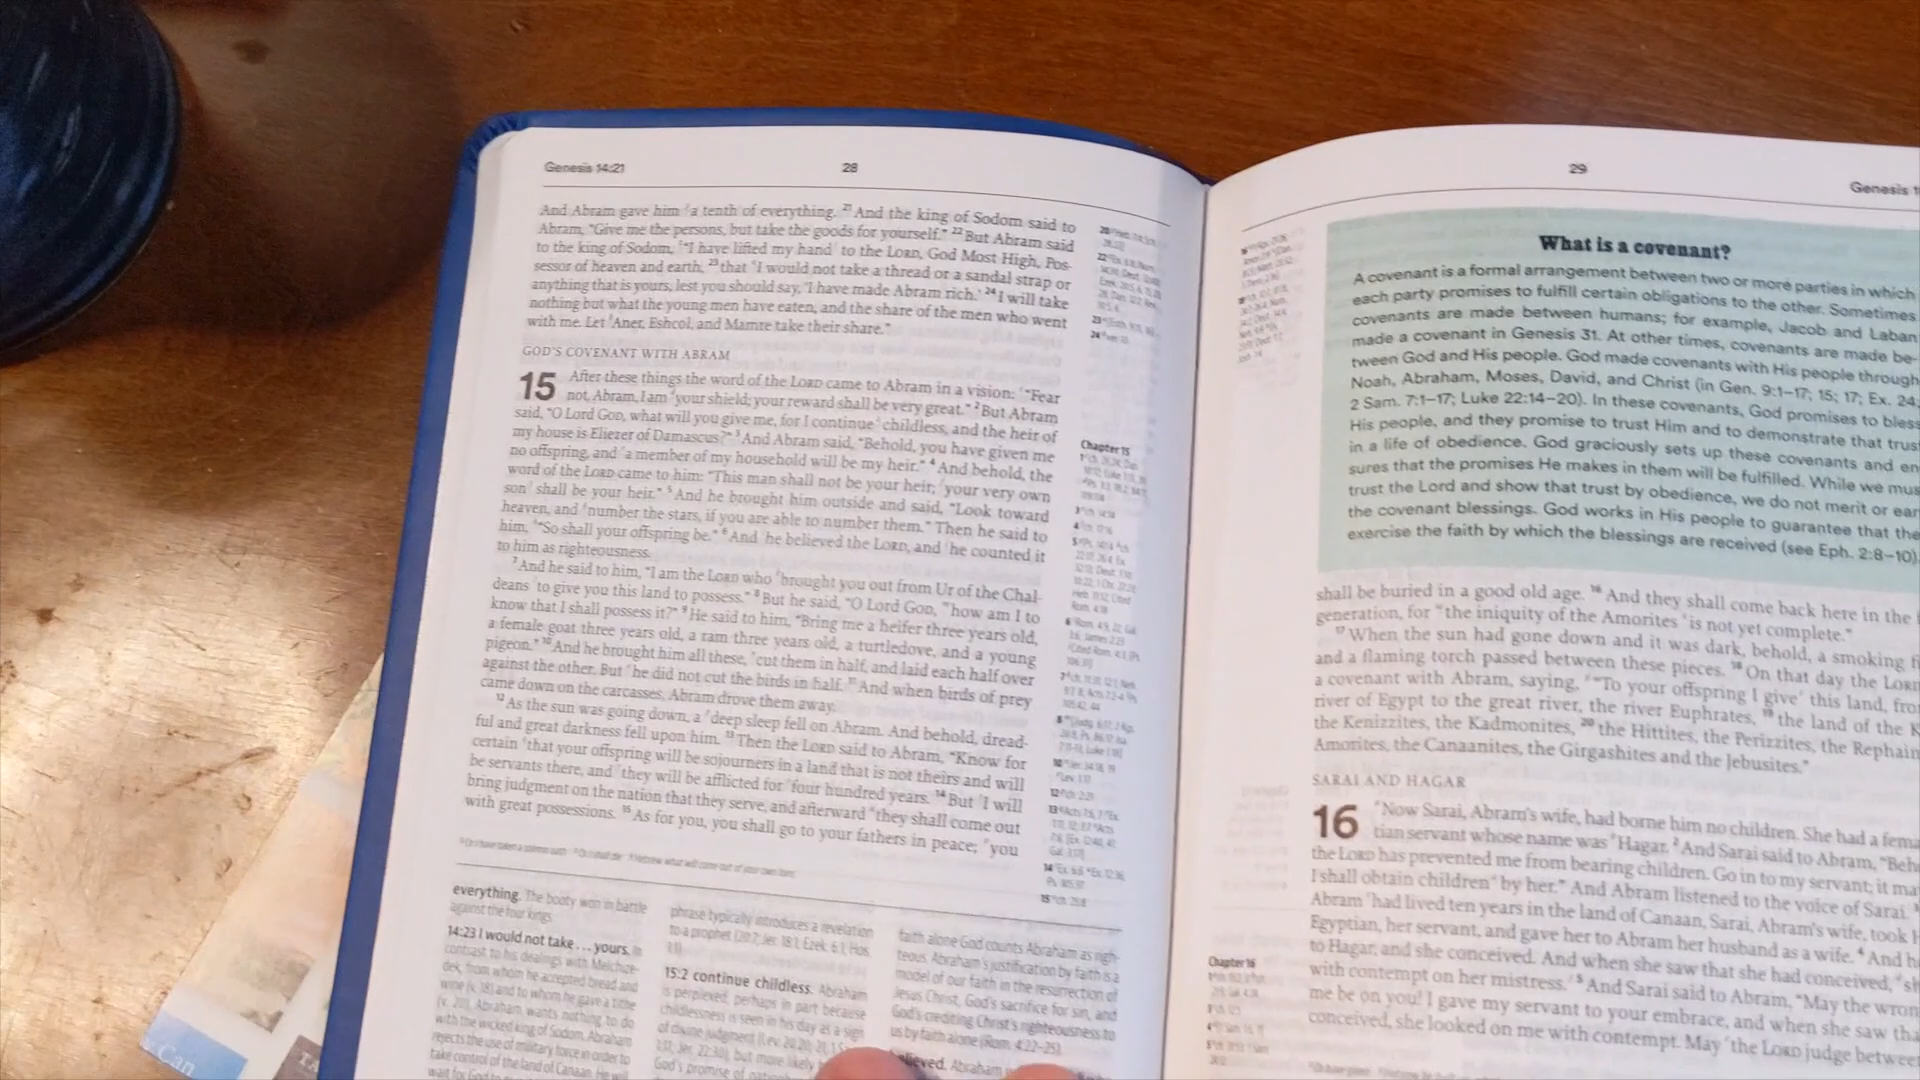 Genesis 14:21
28
And Abram gave him a tenth of everything. 21 And the king of Sodom said to
Abram, "Give me the persons, but take the goods for yourself." 22 But Abram said
to the king of Sodom, "I have lifted my hand to the LORD, God Most High, Pos-
sessor of heaven and earth, 23 that I would not take a thread or a sandal strap or
anything that is yours, lest you should say, 'I have made Abram rich.' 24 I will take
nothing but what the young men have eaten, and the share of the men who went
with me. Let Aner, Eshcol, and Mamre take their share."
GOD'S COVENANT WITH ABRAM
15 After these things the word of the LORD came to Abram in a vision: "Fear
not, Abram, I am your shield; your reward shall be very great." 2 But Abram
said, "O Lord GOD, what will you give me, for I continue childless, and the heir of
my house is Eliezer of Damascus?" 3 And Abram said, "Behold, you have given me
no offspring, and a member of my household will be my heir." 4 And behold, the
word of the LORD came to him: "This man shall not be your heir; your very own
son shall be your heir." 5 And he brought him outside and said, "Look toward
heaven, and number the stars, if you are able to number them." Then he said to
him, "So shall your offspring be." 6 And he believed the LORD, and he counted it
to him as righteousness.
7 And he said to him, "I am the LORD who brought you out from Ur of the Chal-
deans to give you this land to possess." 8 But he said, "O Lord GOD, how am I to
know that I shall possess it?" 9 He said to him, "Bring me a heifer three years old,
a female goat three years old, a ram three years old, a turtledove, and a young
pigeon." 10 And he brought him all these, cut them in half, and laid each half over
against the other. But he did not cut the birds in half. 11 And when birds of prey
came down on the carcasses, Abram drove them away.
12 As the sun was going down, a deep sleep fell on Abram. And behold, dread-
ful and great darkness fell upon him. 13 Then the LORD said to Abram, "Know for
certain that your offspring will be sojourners in a land that is not theirs and will
be servants there, and they will be afflicted for four hundred years. 14 But I will
bring judgment on the nation that they serve, and afterward they shall come out
with great possessions. 15 As for you, you shall go to your fathers in peace; you
Chapter 15
everything. The booty won in battle
against the four kings.
14:23 I would not take . . . yours. In
contrast to his dealings with Melchize-
dek, from whom he accepted bread and
wine (v. 18) and to whom he gave a tithe
(v. 20), Abraham wants nothing to do
with the wicked king of Sodom. Abraham
rejects the use of military force in order to
take control of the land of Canaan. He will
phrase typically introduces a revelation
to a prophet (20:7; Jer. 18:1; Ezek. 6:1; Hos.
1:1).
15:2 continue childless. Abraham
is perplexed, perhaps in part because
childlessness is seen in his day as a sign
of divine judgment
but more likely
God's promise of
faith alone God counts Abraham as righ-
teous. Abraham's justification by faith is a
model of our faith in the resurrection of
Jesus Christ, God's sacrifice for sin, and
God's crediting Christ's righteousness to
us by faith alone (Rom. 4:22–25).
Abraham
29
Genesis
What is a covenant?
A covenant is a formal arrangement between two or more parties in which
each party promises to fulfill certain obligations to the other. Sometimes
covenants are made between humans; for example, Jacob and Laban
made a covenant in Genesis 31. At other times, covenants are made be-
tween God and His people. God made covenants with His people through
Noah, Abraham, Moses, David, and Christ (in Gen. 9:1–17; 15; 17; Ex. 24;
2 Sam. 7:1–17; Luke 22:14–20). In these covenants, God promises to bless
His people, and they promise to trust Him and to demonstrate that trust
in a life of obedience. God graciously sets up these covenants and en
sures that the promises He makes in them will be fulfilled. While we mus
trust the Lord and show that trust by obedience, we do not merit or ear
the covenant blessings. God works in His people to guarantee that the
exercise the faith by which the blessings are received (see Eph. 2:8–10)
shall be buried in a good old age. 16 And they shall come back here in the
generation, for the iniquity of the Amorites is not yet complete."
17 When the sun had gone down and it was dark, behold, a smoking
and a flaming torch passed between these pieces. 18 On that day the LORD
a covenant with Abram, saying, "To your offspring I give this land, from
river of Egypt to the great river, the river Euphrates, 19 the land of the K
the Kenizzites, the Kadmonites, 20 the Hittites, the Perizzites, the Rephaim
Amorites, the Canaanites, the Girgashites and the Jebusites."
SARAI AND HAGAR
16 Now Sarai, Abram's wife, had borne him no children. She had a fema
tian servant whose name was Hagar. 2 And Sarai said to Abram, "Beh
the LORD has prevented me from bearing children. Go in to my servant; it ma
I shall obtain children by her." And Abram listened to the voice of Sarai.
Abram had lived ten years in the land of Canaan, Sarai, Abram's wife, took
Egyptian, her servant, and gave her to Abram her husband as a wife. 4 And h
to Hagar, and she conceived. And when she saw that she had conceived, sh
with contempt on her mistress. 5 And Sarai said to Abram, "May the wron
me be on you! I gave my servant to your embrace, and when she saw tha
conceived, she looked on me with contempt. May the LORD judge betwee
Chapter 16
Can